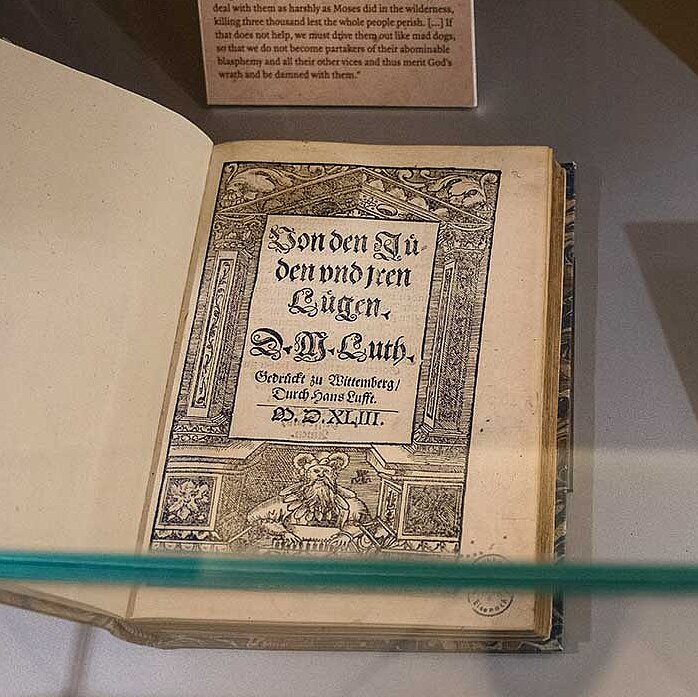 deal with them as harshly as Moses did in the wilderness,
killing three thousand lest the whole people perish. [...] If
that does not help, we must drive them out like mad dogs,
so that we do not become partakers of their abominable
blasphemy and all their other vices and thus merit God's
wrath and be damned with them."
Von den Jü-
den vnd jren
Lügen.
D. M. Luth.
Gedrückt zu Wittemberg/
Durch Hans Lufft.
M. D. XLIII.
Eisenach